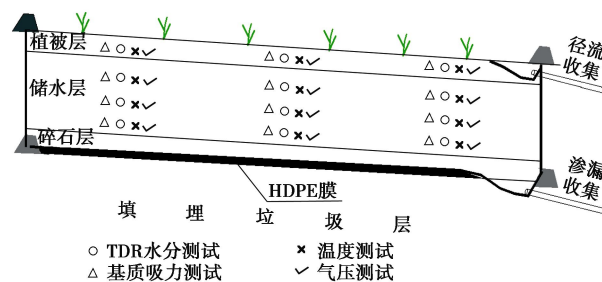 植被层
径流
收集
储水层
碎石层
渗漏
收集
HDPE膜
填埋垃圾层
○ TDR水分测试 × 温度测试
△ 基质吸力测试 ✓ 气压测试